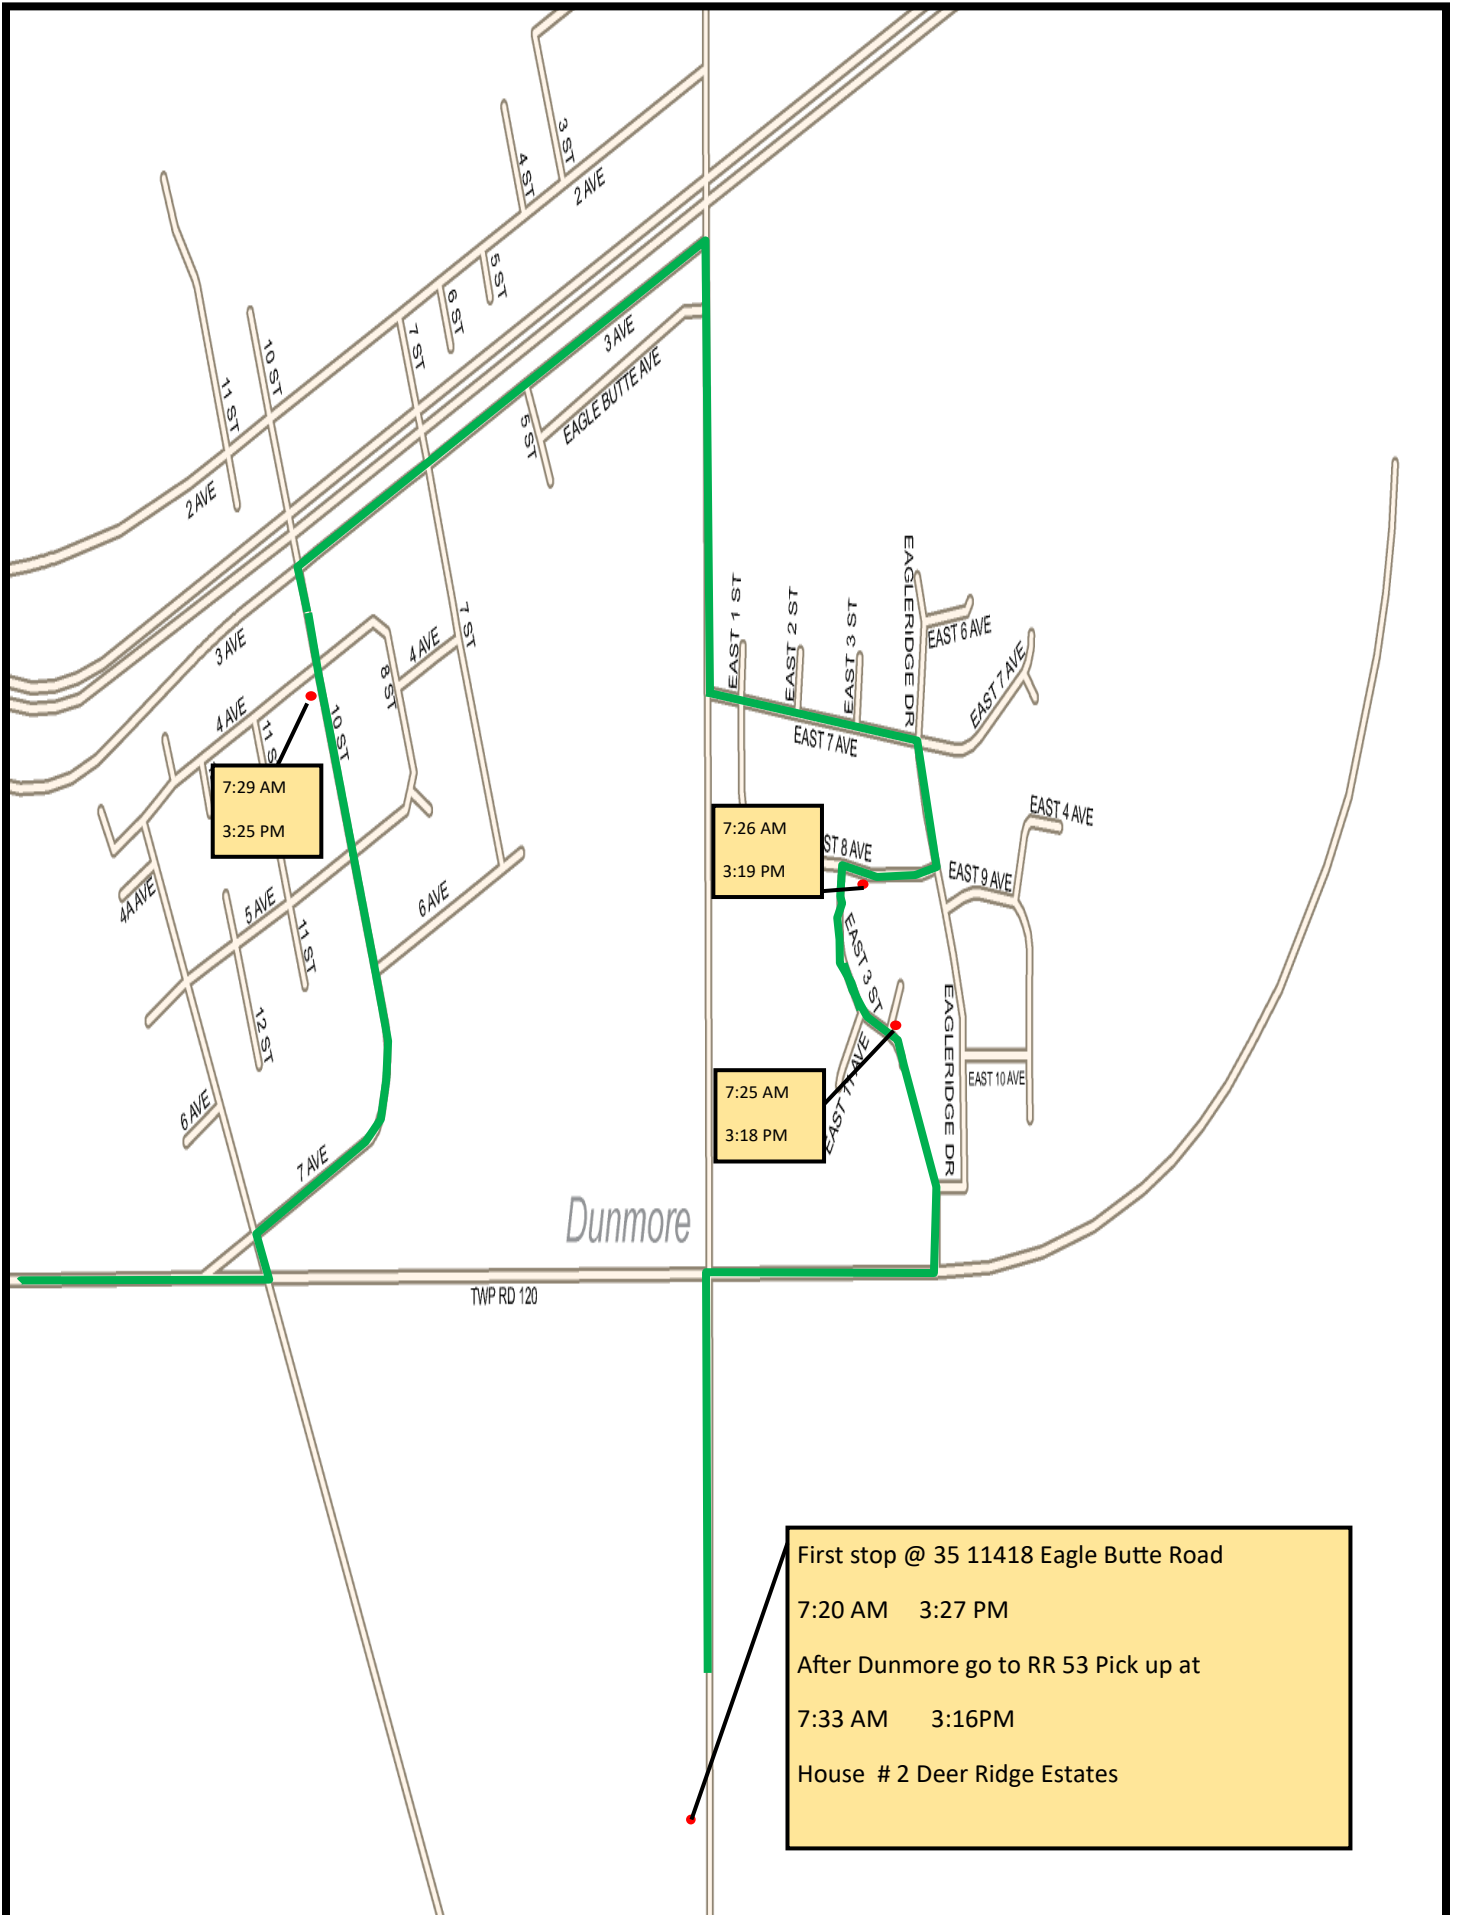 3 ST
4 ST
2 AVE
5 ST
6 ST
7 ST
3 AVE
EAGLE BUTTE AVE
10 ST
11 ST
5 ST
2 AVE
EAST 1 ST
EAST 2 ST
EAST 3 ST
EAGLERIDGE DR
EAST 6 AVE
EAST 7 AVE
EAST 7 AVE
3 AVE
4 AVE
7 ST
8 ST
4 AVE
10 ST
11 S
7:29 AM
3:25 PM
7:26 AM
3:19 PM
ST 8 AVE
EAST 4 AVE
EAST 9 AVE
4A AVE
5 AVE
6 AVE
11 ST
12 ST
EAST 3 ST
EAGLERIDGE DR
EAST 10 AVE
7:25 AM
3:18 PM
EAST 11 AVE
6 AVE
7 AVE
Dunmore
TWP RD 120
First stop @ 35 11418 Eagle Butte Road
7:20 AM 3:27 PM
After Dunmore go to RR 53 Pick up at
7:33 AM 3:16PM
House # 2 Deer Ridge Estates